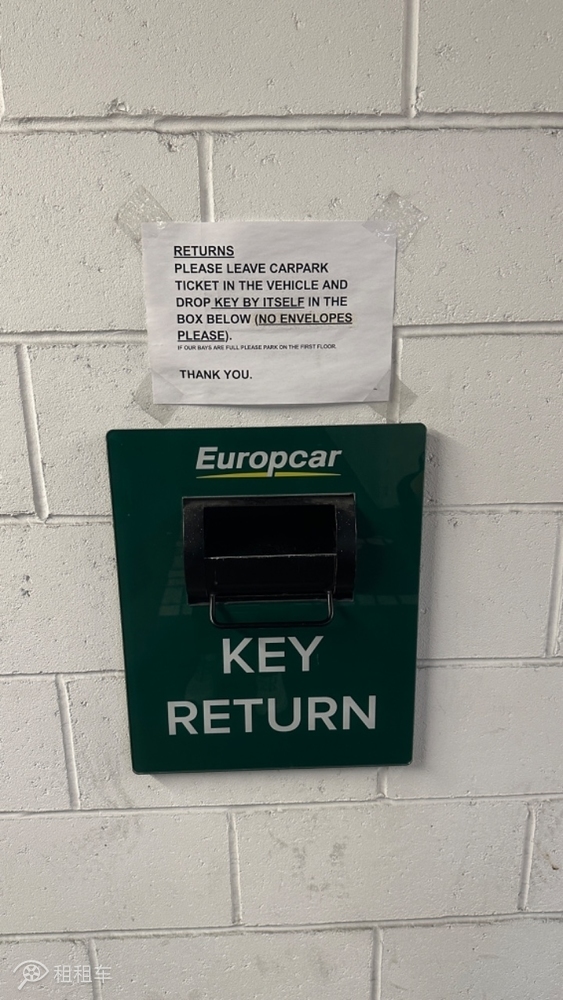 RETURNS
PLEASE LEAVE CARPARK
TICKET IN THE VEHICLE AND
DROP KEY BY ITSELF IN THE
BOX BELOW (NO ENVELOPES
PLEASE).
IF OUR BAYS ARE FULL PLEASE PARK ON THE FIRST FLOOR.
THANK YOU.
Europcar
KEY
RETURN
租租车